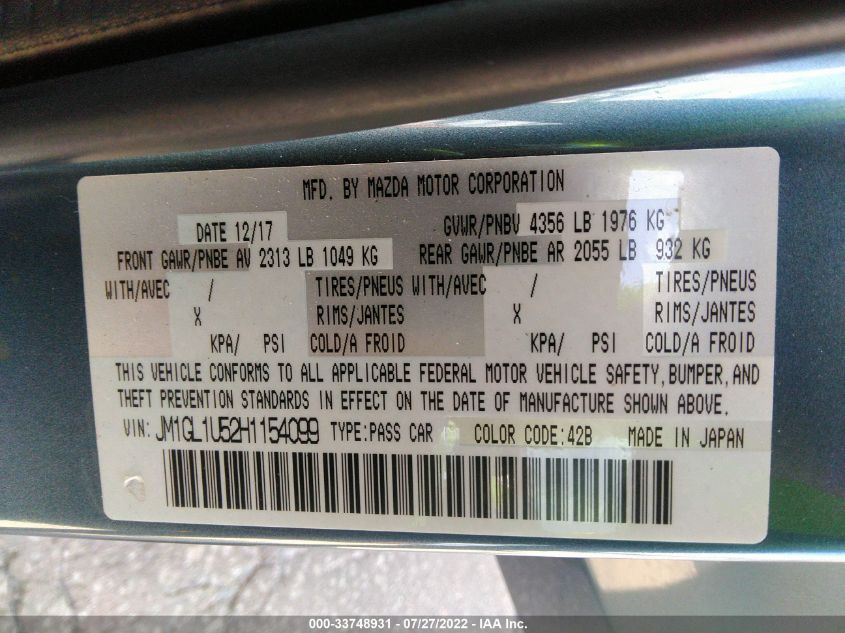 MFD. BY MAZDA MOTOR CORPORATION
DATE 12/17 GVWR/PNBV 4356 LB 1976 KG
FRONT GAWR/PNBE AV 2313 LB 1049 KG REAR GAWR/PNBE AR 2055 LB 932 KG
WITH/AVEC / TIRES/PNEUS WITH/AVEC / TIRES/PNEUS
X RIMS/JANTES X RIMS/JANTES
KPA/ PSI COLD/A FROID KPA/ PSI COLD/A FROID
THIS VEHICLE CONFORMS TO ALL APPLICABLE FEDERAL MOTOR VEHICLE SAFETY, BUMPER, AND
THEFT PREVENTION STANDARDS IN EFFECT ON THE DATE OF MANUFACTURE SHOWN ABOVE.
VIN: JM1GL1U52H1154099 TYPE:PASS CAR COLOR CODE:42B MADE IN JAPAN
000-33748931 - 07/27/2022 - IAA Inc.